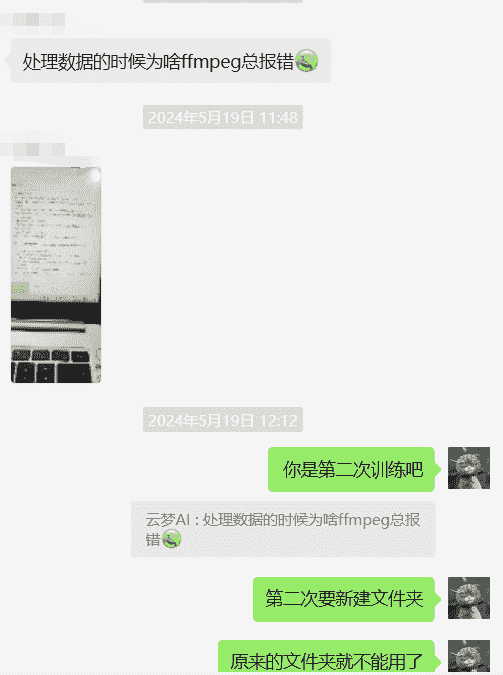 处理数据的时候为啥ffmpeg总报错
2024年5月19日 11:48
2024年5月19日 12:12
你是第二次训练吧
云梦AI : 处理数据的时候为啥ffmpeg总报
错
第二次要新建文件夹
原来的文件夹就不能用了